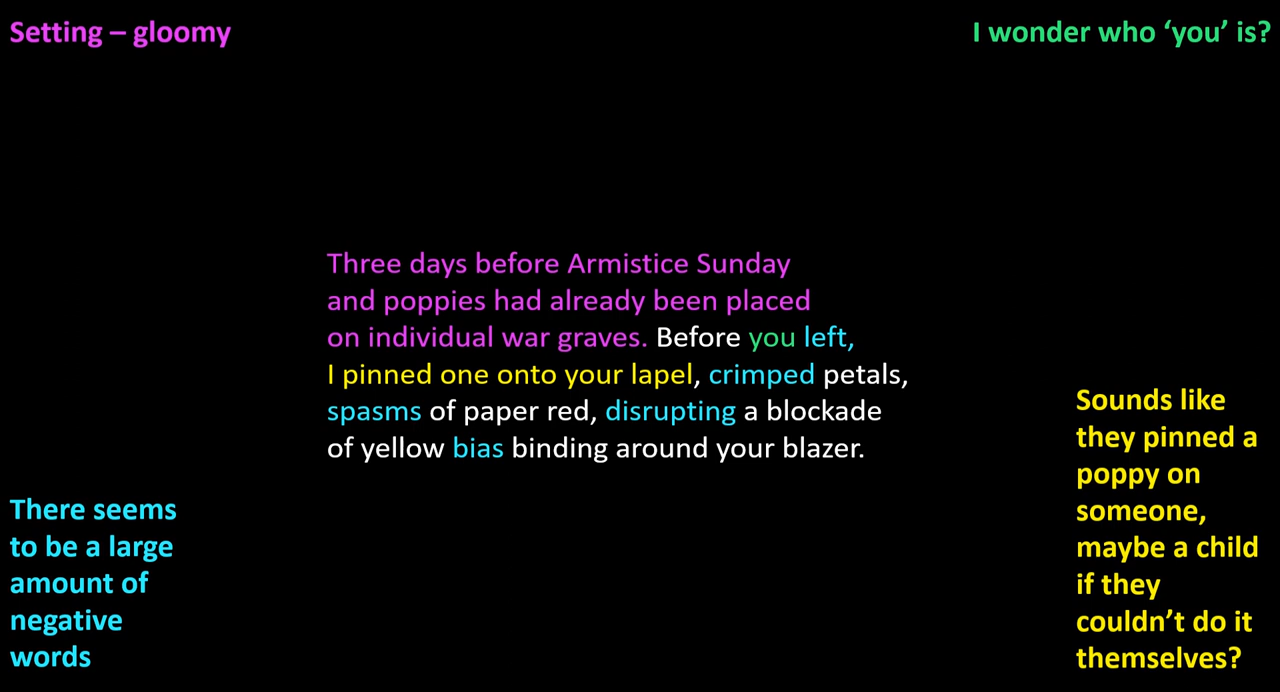 Setting – gloomy
I wonder who ‘you’ is?
Three days before Armistice Sunday
and poppies had already been placed
on individual war graves. Before you left,
I pinned one onto your lapel, crimped petals,
spasms of paper red, disrupting a blockade
of yellow bias binding around your blazer.
Sounds like
they pinned a
poppy on
someone,
maybe a child
if they
couldn’t do it
themselves?
There seems
to be a large
amount of
negative
words